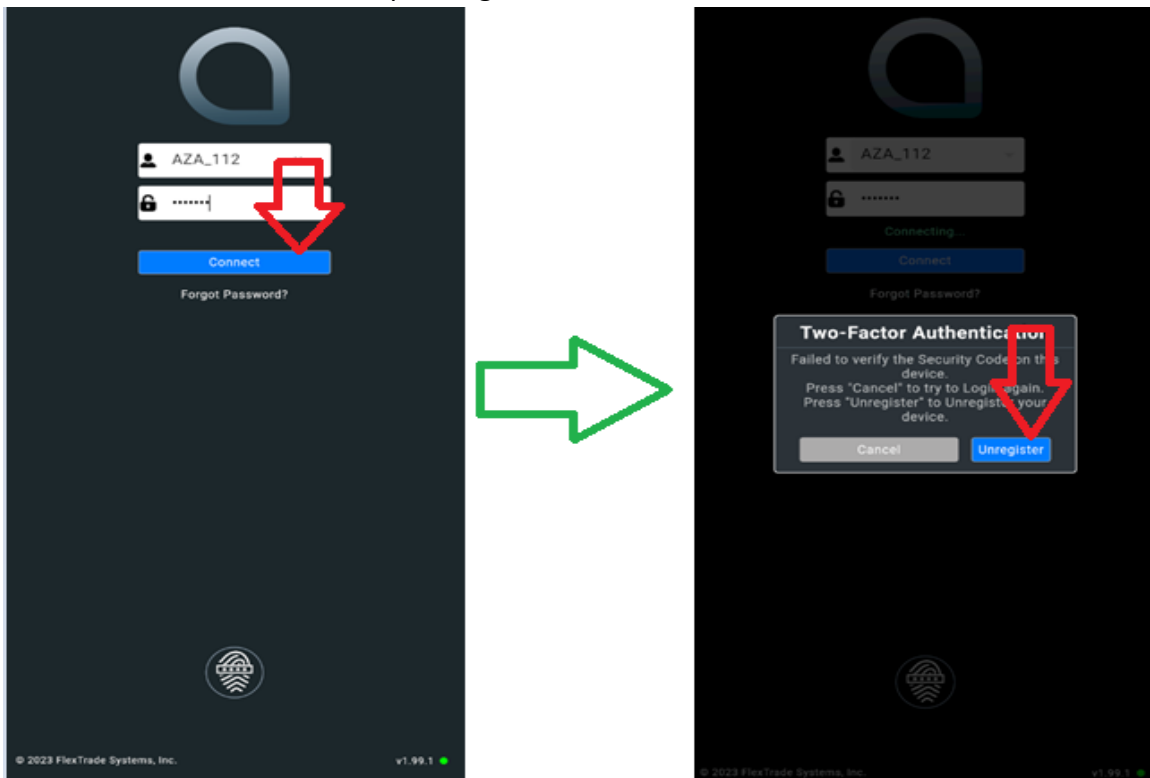 AZA_112
•••••••
Connect
Forgot Password?
© 2023 FlexTrade Systems, Inc.
v1.99.1
AZA_112
•••••••
Connecting...
Connect
Forgot Password?
Two-Factor Authentication
Failed to verify the Security Code on this
device.
Press "Cancel" to try to Login again.
Press "Unregister" to Unregister your
device.
Cancel
Unregister
© 2023 FlexTrade Systems, Inc.
v1.99.1